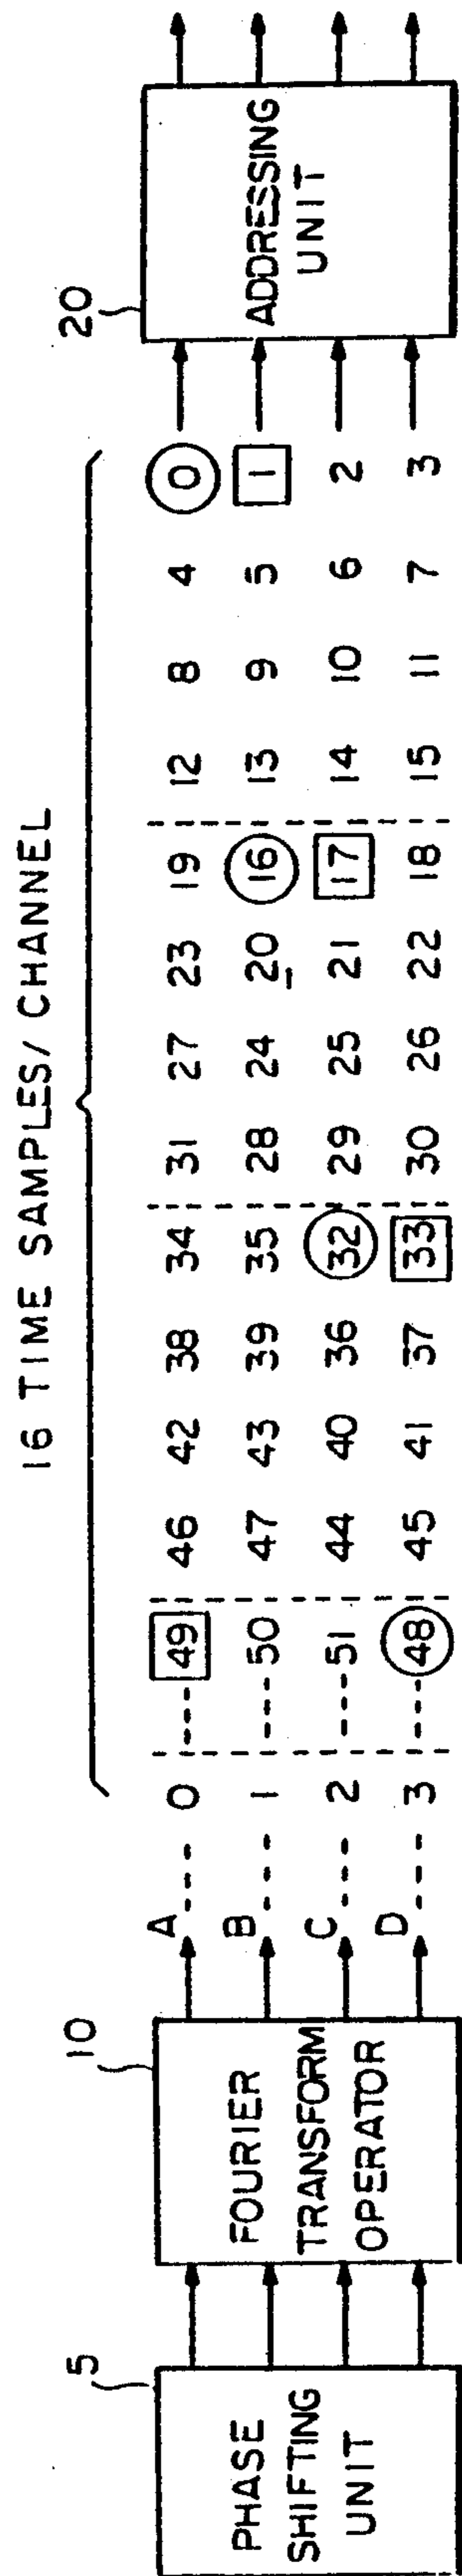 16 TIME SAMPLES/ CHANNEL
5
PHASE
SHIFTING
UNIT
10
FOURIER
TRANSFORM
OPERATOR
A --- 0 --- 49 46 42 38 34 31 27 23 19 12 8 4 0
B --- 1 --- 50 47 43 39 35 28 24 20 16 13 9 5 1
C --- 2 --- 51 44 40 36 32 29 25 21 17 14 10 6 2
D --- 3 --- 48 45 41 37 33 30 26 22 18 15 11 7 3
20
ADDRESSING
UNIT